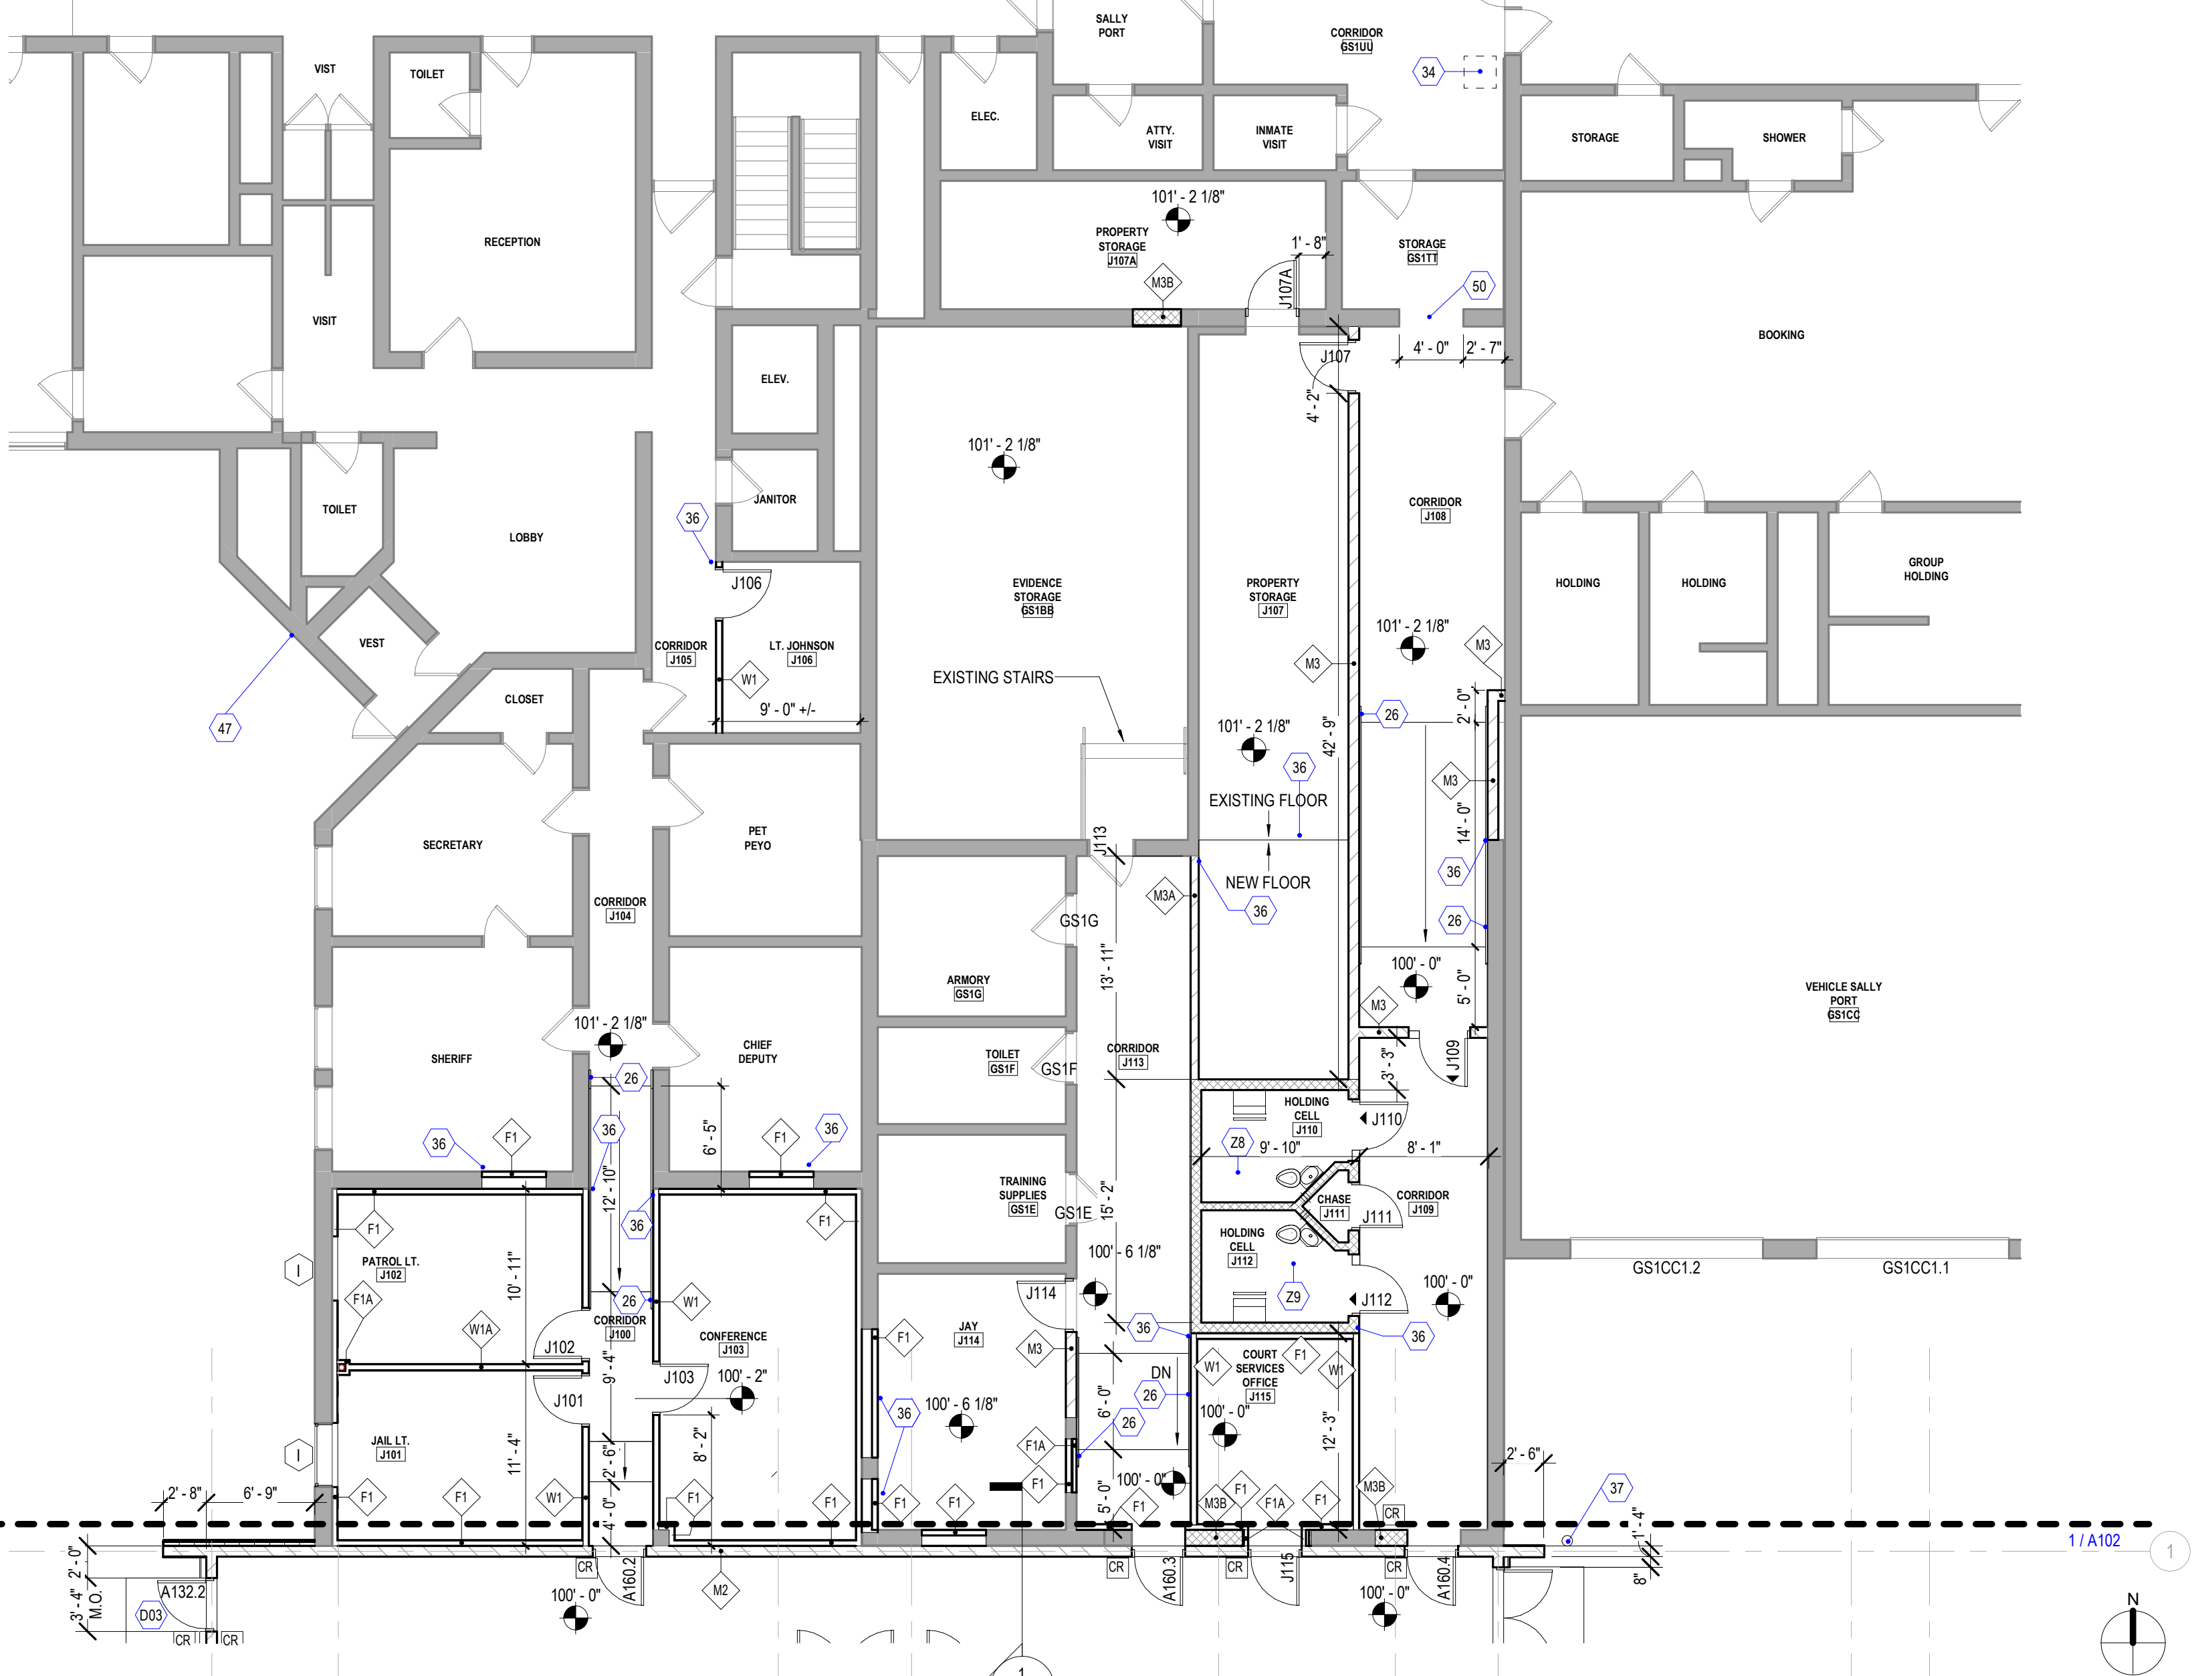 SALLY
PORT
CORRIDOR
GS1UU
34
VIST
TOILET
ELEC.
ATTY.
VISIT
INMATE
VISIT
STORAGE
SHOWER
RECEPTION
101' - 2 1/8"
PROPERTY
STORAGE
J107A
1' - 8"
STORAGE
GS1TT
M3B
J107A
50
VISIT
BOOKING
ELEV.
J107
4' - 0"
2' - 7"
4' - 2"
101' - 2 1/8"
TOILET
JANITOR
CORRIDOR
J108
36
LOBBY
J106
EVIDENCE
STORAGE
GS1BB
PROPERTY
STORAGE
J107
HOLDING
HOLDING
GROUP
HOLDING
VEST
CORRIDOR
J105
LT. JOHNSON
J106
101' - 2 1/8"
M3
M3
W1
EXISTING STAIRS
CLOSET
9' - 0" +/-
47
101' - 2 1/8"
42' - 9"
26
2' - 0"
36
M3
EXISTING FLOOR
14' - 0"
SECRETARY
PET
PEYO
J113
36
NEW FLOOR
M3A
36
CORRIDOR
J104
GS1G
26
13' - 11"
ARMORY
GS1G
100' - 0"
5' - 0"
VEHICLE SALLY
PORT
GS1CC
M3
101' - 2 1/8"
SHERIFF
CHIEF
DEPUTY
TOILET
GS1F
GS1F
CORRIDOR
J113
3' - 3"
J109
26
HOLDING
CELL
J110
J110
36
F1
36
6' - 5"
F1
36
Z8
9' - 10"
8' - 1"
12' - 10"
TRAINING
SUPPLIES
GS1E
GS1E
15' - 2"
CHASE
J111
CORRIDOR
J109
J111
F1
36
F1
HOLDING
CELL
J112
100' - 6 1/8"
PATROL LT.
J102
I
10' - 11"
GS1CC1.2
GS1CC1.1
F1A
26
W1
J114
Z9
J112
100' - 0"
W1A
CORRIDOR
J100
CONFERENCE
J103
JAY
J114
F1
M3
36
36
J102
9' - 4"
J103
100' - 2"
DN
26
W1
COURT
SERVICES
OFFICE
J115
F1
W1
J101
36
100' - 6 1/8"
6' - 0"
26
100' - 0"
JAIL LT.
J101
I
11' - 4"
8' - 2"
F1A
12' - 3"
2' - 6"
100' - 0"
2' - 6"
2' - 8"
6' - 9"
F1
F1
W1
F1
F1
F1
F1
F1
F1
M3B
F1
F1A
F1
M3B
37
4' - 0"
5' - 0"
CR
1' - 4"
1 / A102
1
2' - 0"
CR
A160.2
M2
CR
A160.3
CR
J115
CR
A160.4
8"
A132.2
3' - 4"
M.O.
D03
100' - 0"
100' - 0"
N
CR
CR
1